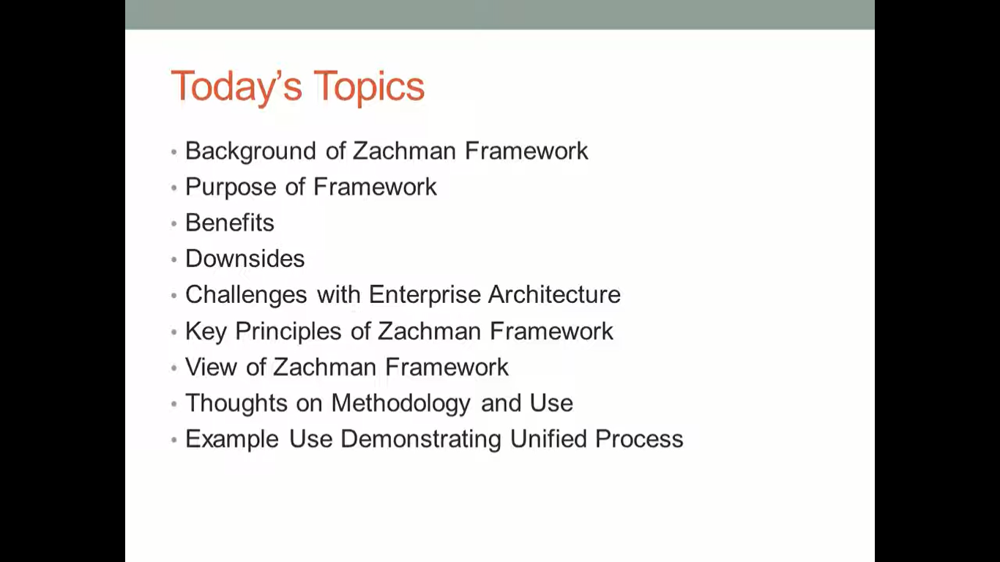 Today’s Topics
• Background of Zachman Framework
• Purpose of Framework
• Benefits
• Downsides
• Challenges with Enterprise Architecture
• Key Principles of Zachman Framework
• View of Zachman Framework
• Thoughts on Methodology and Use
• Example Use Demonstrating Unified Process